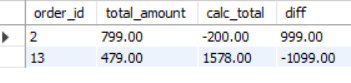 order_id total_amount calc_total diff
2 799.00 -200.00 999.00
13 479.00 1578.00 -1099.00